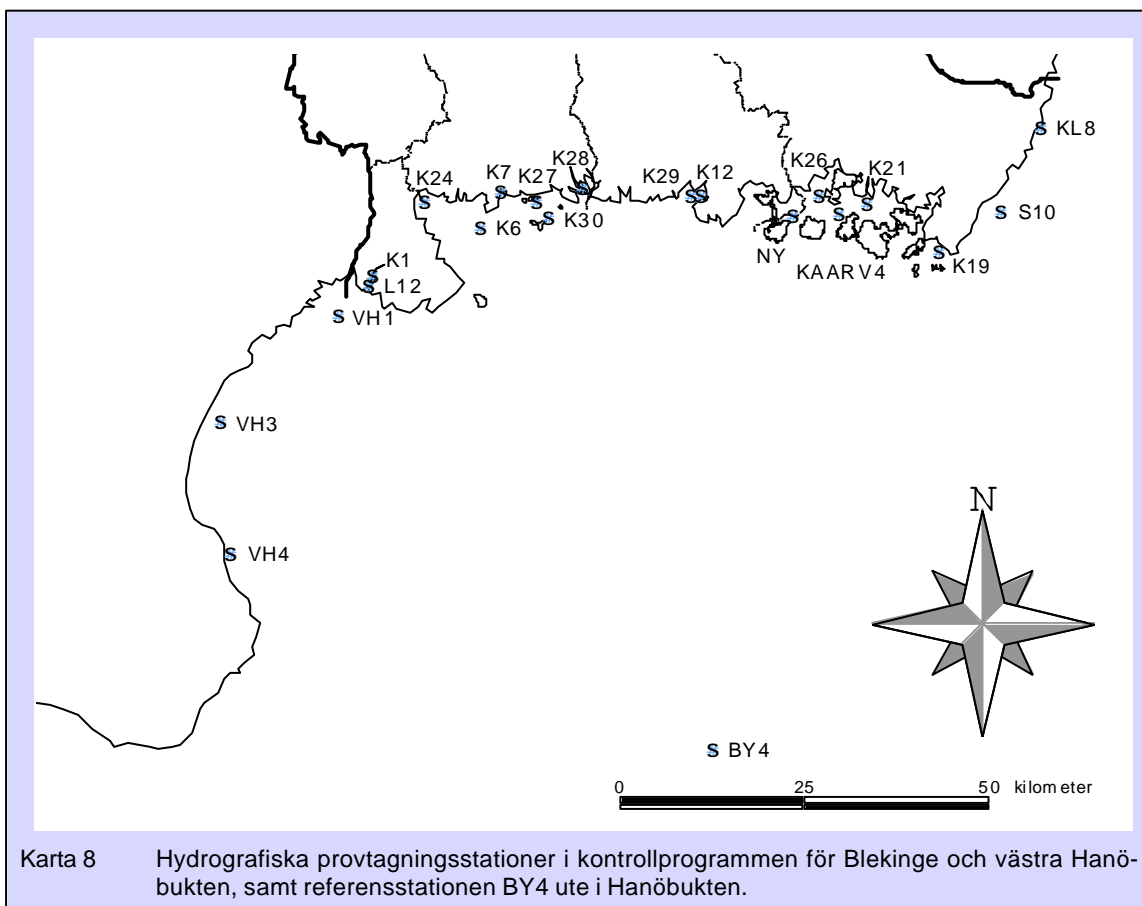 KL8
K28
K7
K27
K26
K21
K24
K29
K12
S10
K30
K6
NY
KAARV4
K19
K1
L12
VH1
VH3
N
VH4
BY4
0 25 50 kilometer
Karta 8 Hydrografiska provtagningsstationer i kontrollprogrammen för Blekinge och västra Hanö-
bukten, samt referensstationen BY4 ute i Hanöbukten.